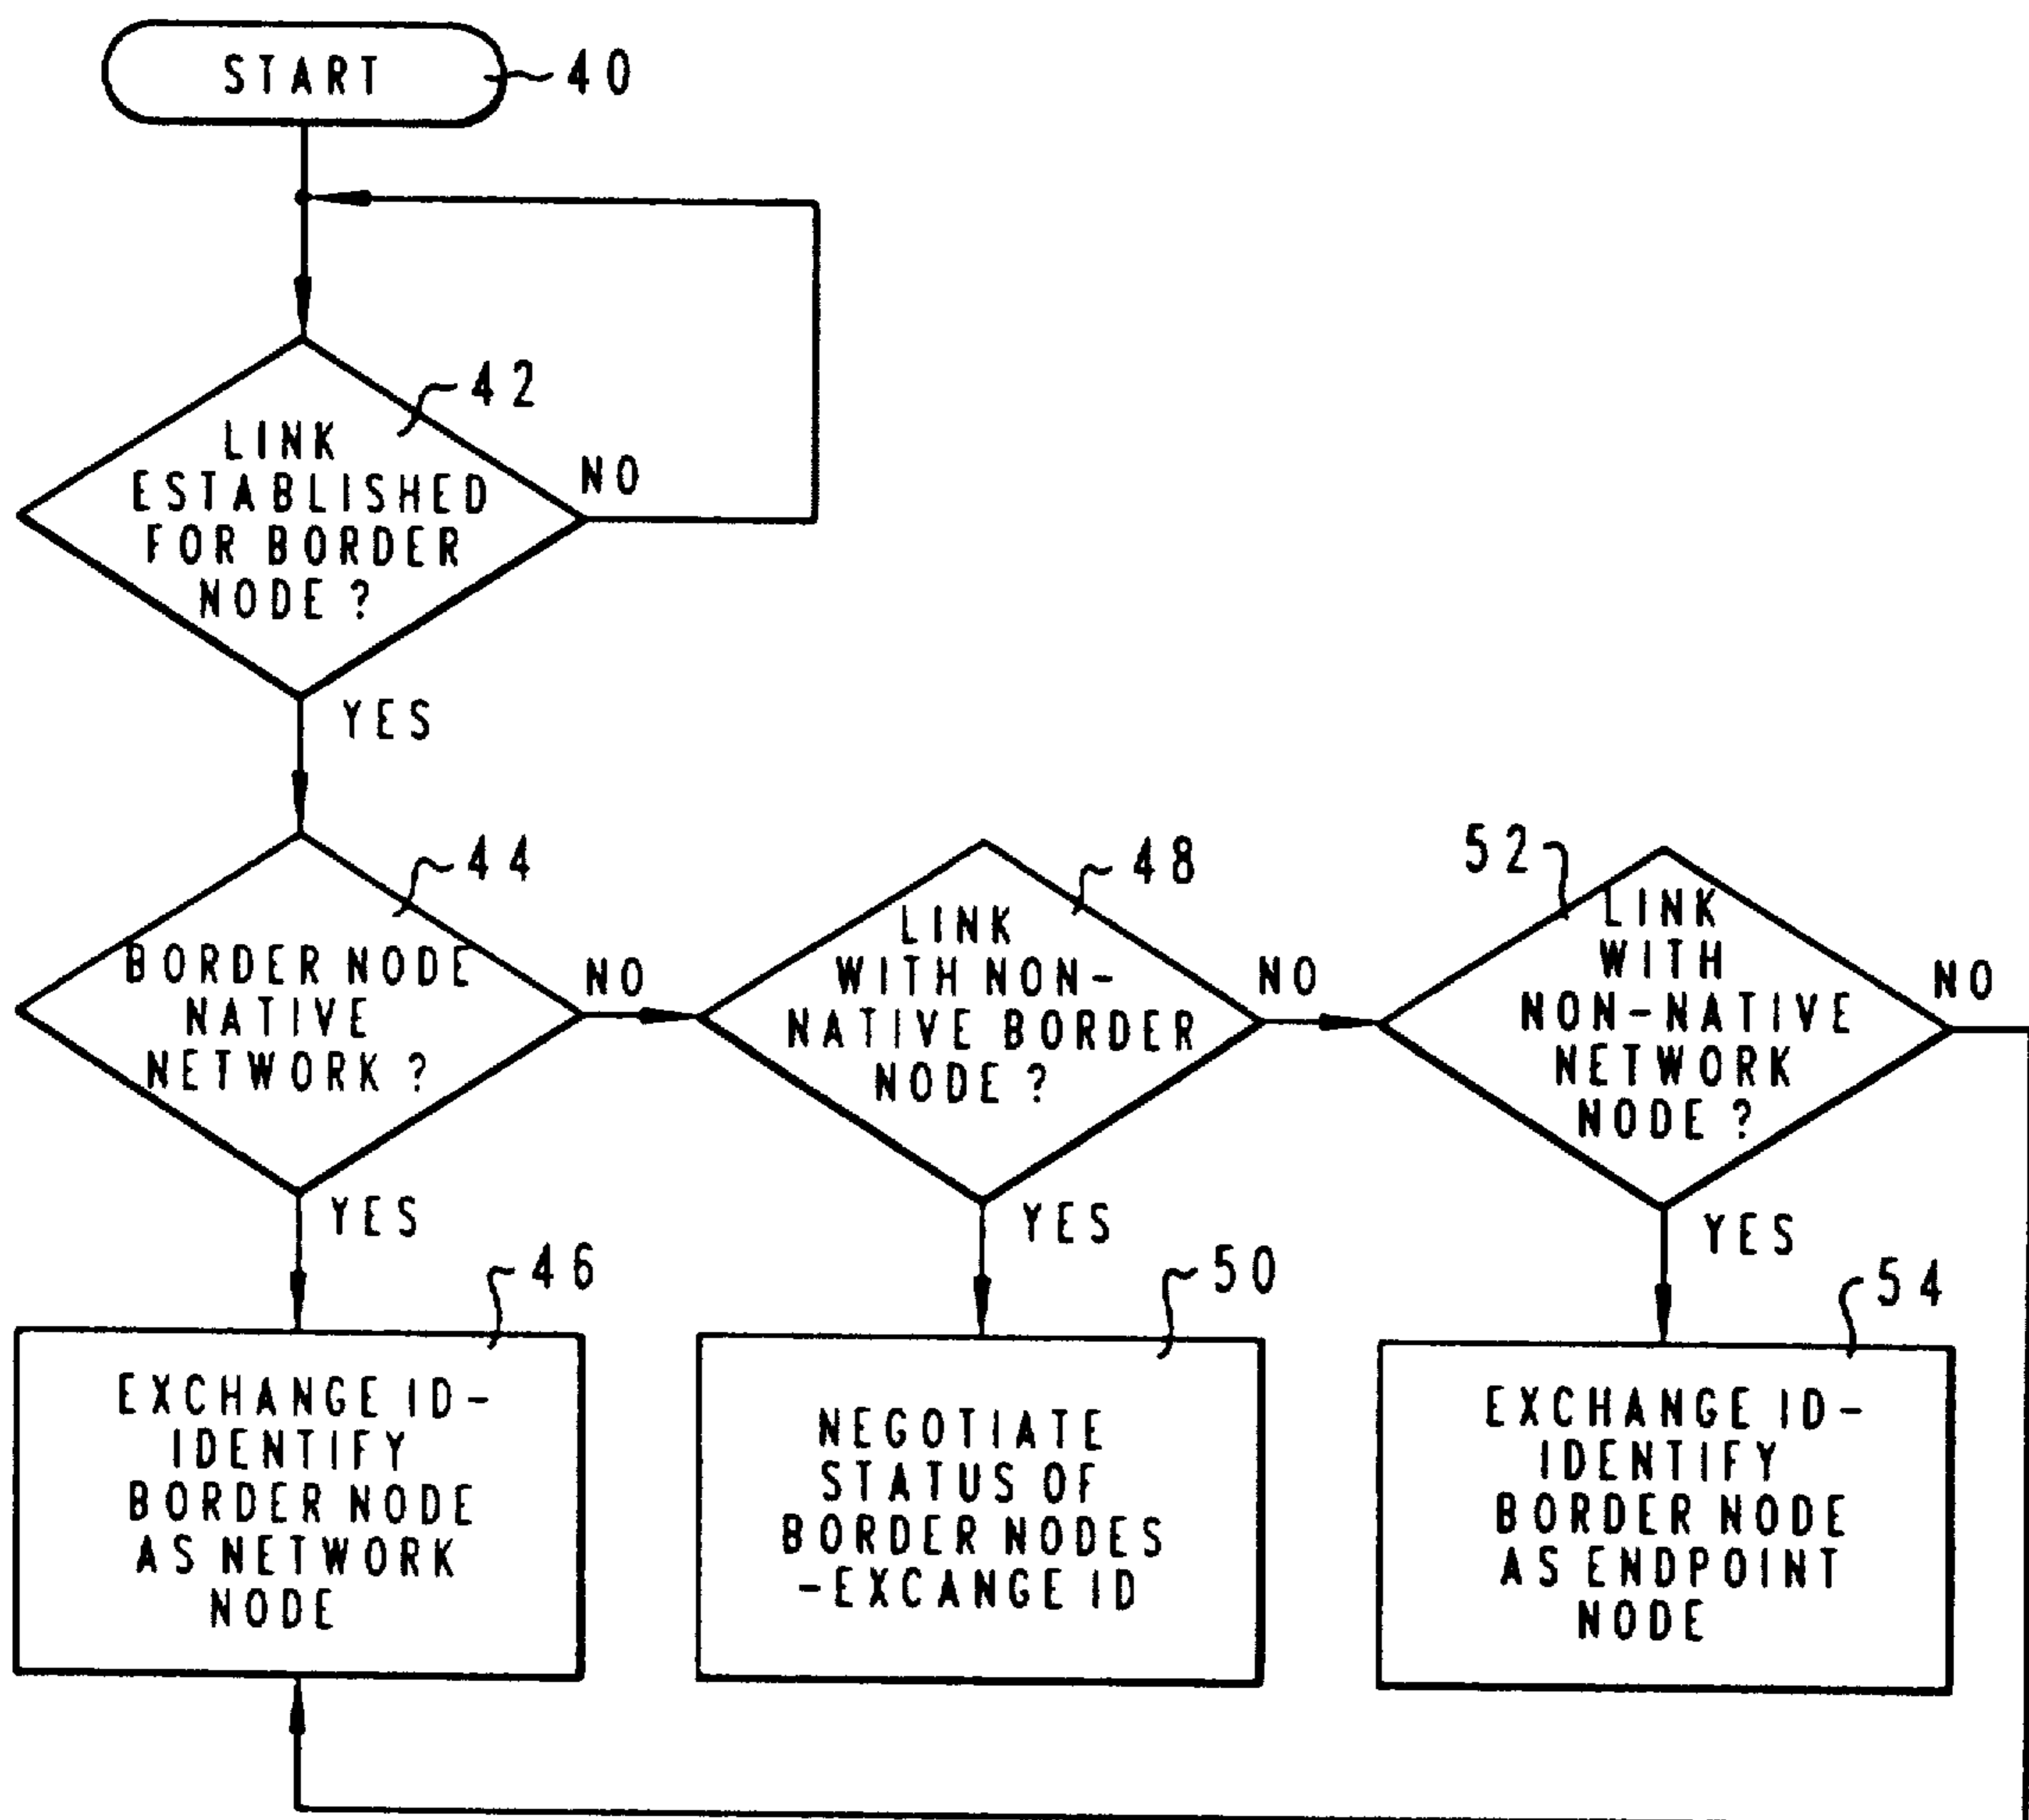 START
40
42
LINK
ESTABLISHED
FOR BORDER
NODE ?
NO
YES
44
BORDER NODE
NATIVE
NETWORK ?
NO
YES
48
LINK
WITH NON-
NATIVE BORDER
NODE ?
NO
YES
52
LINK
WITH
NON-NATIVE
NETWORK
NODE ?
NO
YES
46
EXCHANGE ID-
IDENTIFY
BORDER NODE
AS NETWORK
NODE
50
NEGOTIATE
STATUS OF
BORDER NODES
-EXCANGE ID
54
EXCHANGE ID-
IDENTIFY
BORDER NODE
AS ENDPOINT
NODE